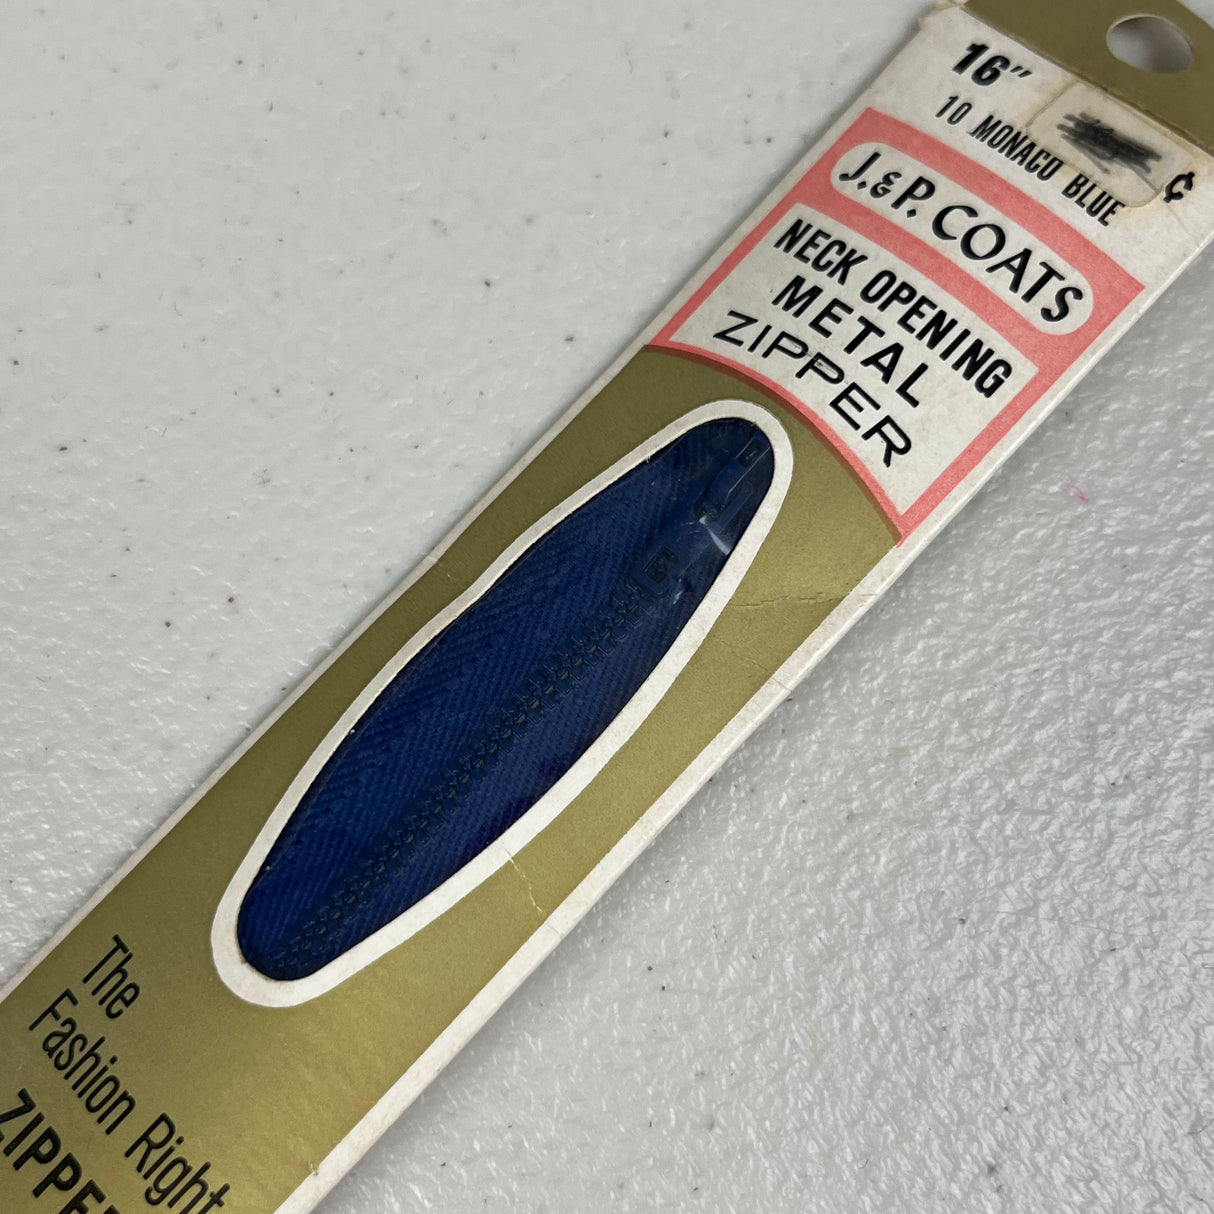 16"
10 MONACO BLUE
¢
J. & P. COATS
NECK OPENING
METAL
ZIPPER
The
Fashion Right